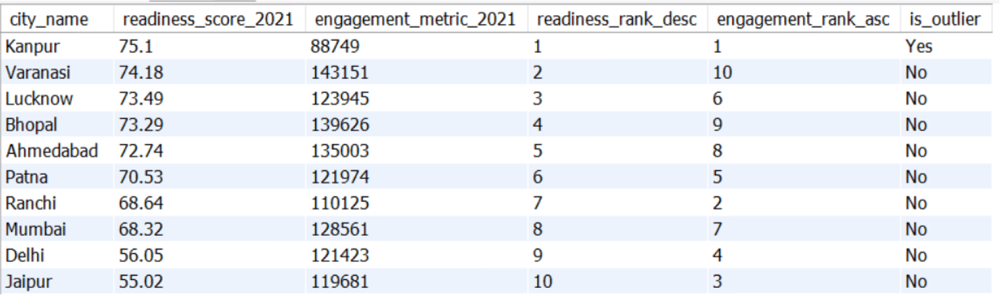 city_name readiness_score_2021 engagement_metric_2021 readiness_rank_desc engagement_rank_asc is_outlier
Kanpur 75.1 88749 1 1 Yes
Varanasi 74.18 143151 2 10 No
Lucknow 73.49 123945 3 6 No
Bhopal 73.29 139626 4 9 No
Ahmedabad 72.74 135003 5 8 No
Patna 70.53 121974 6 5 No
Ranchi 68.64 110125 7 2 No
Mumbai 68.32 128561 8 7 No
Delhi 56.05 121423 9 4 No
Jaipur 55.02 119681 10 3 No